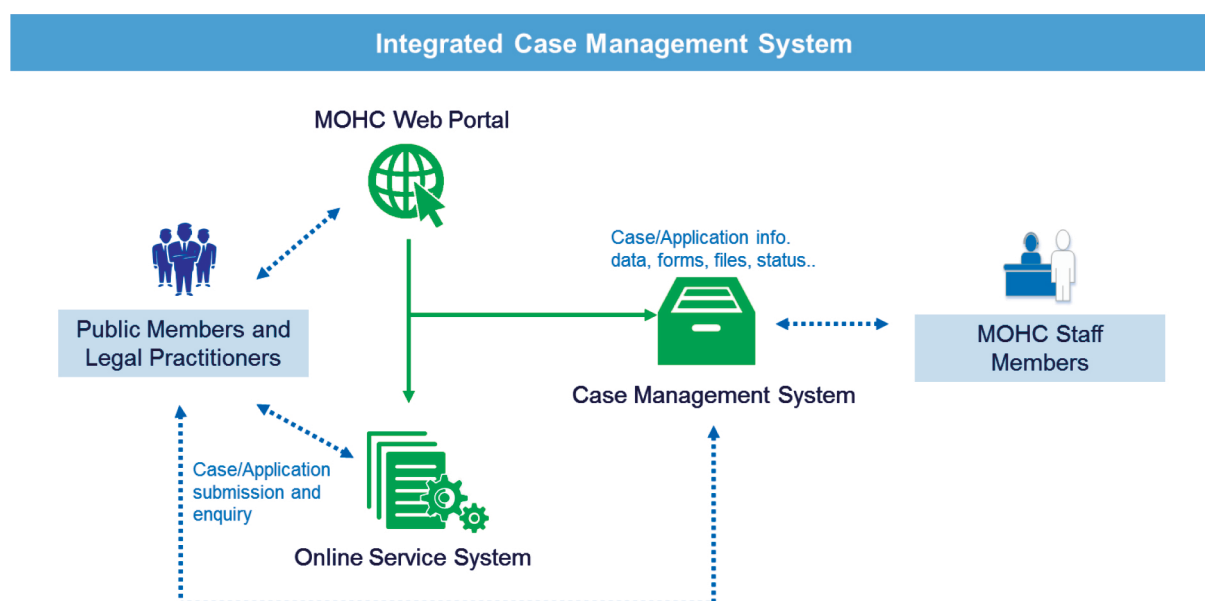 Integrated Case Management System
MOHC Web Portal
Case/Application info.
data, forms, files, status..
Public Members and
Legal Practitioners
MOHC Staff
Members
Case Management System
Case/Application
submission and
enquiry
Online Service System